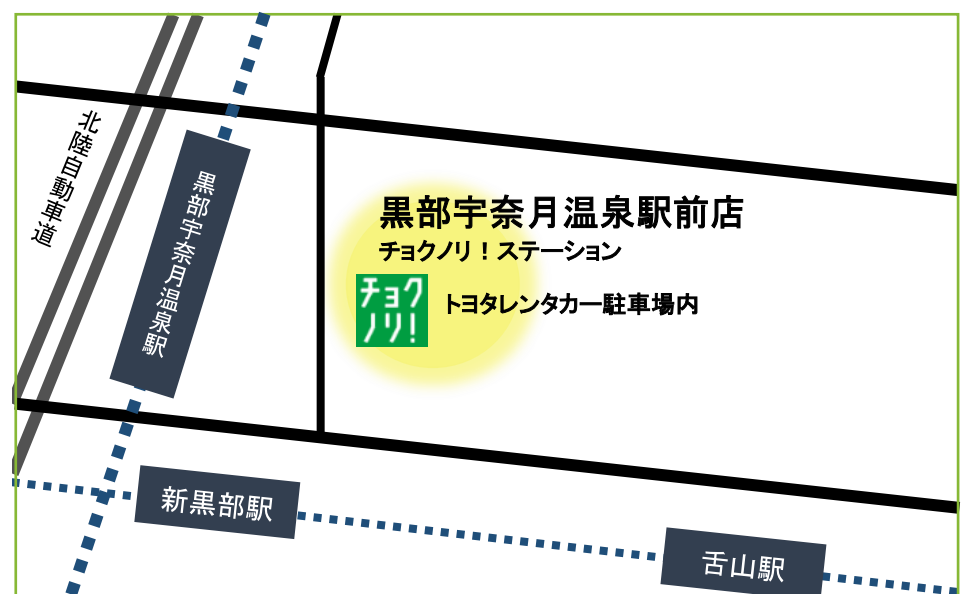 北陸自動車道
黒部宇奈月温泉駅
黒部宇奈月温泉駅前店
チョクノリ！ステーション
チョク
ノリ!
トヨタレンタカー駐車場内
新黒部駅
舌山駅